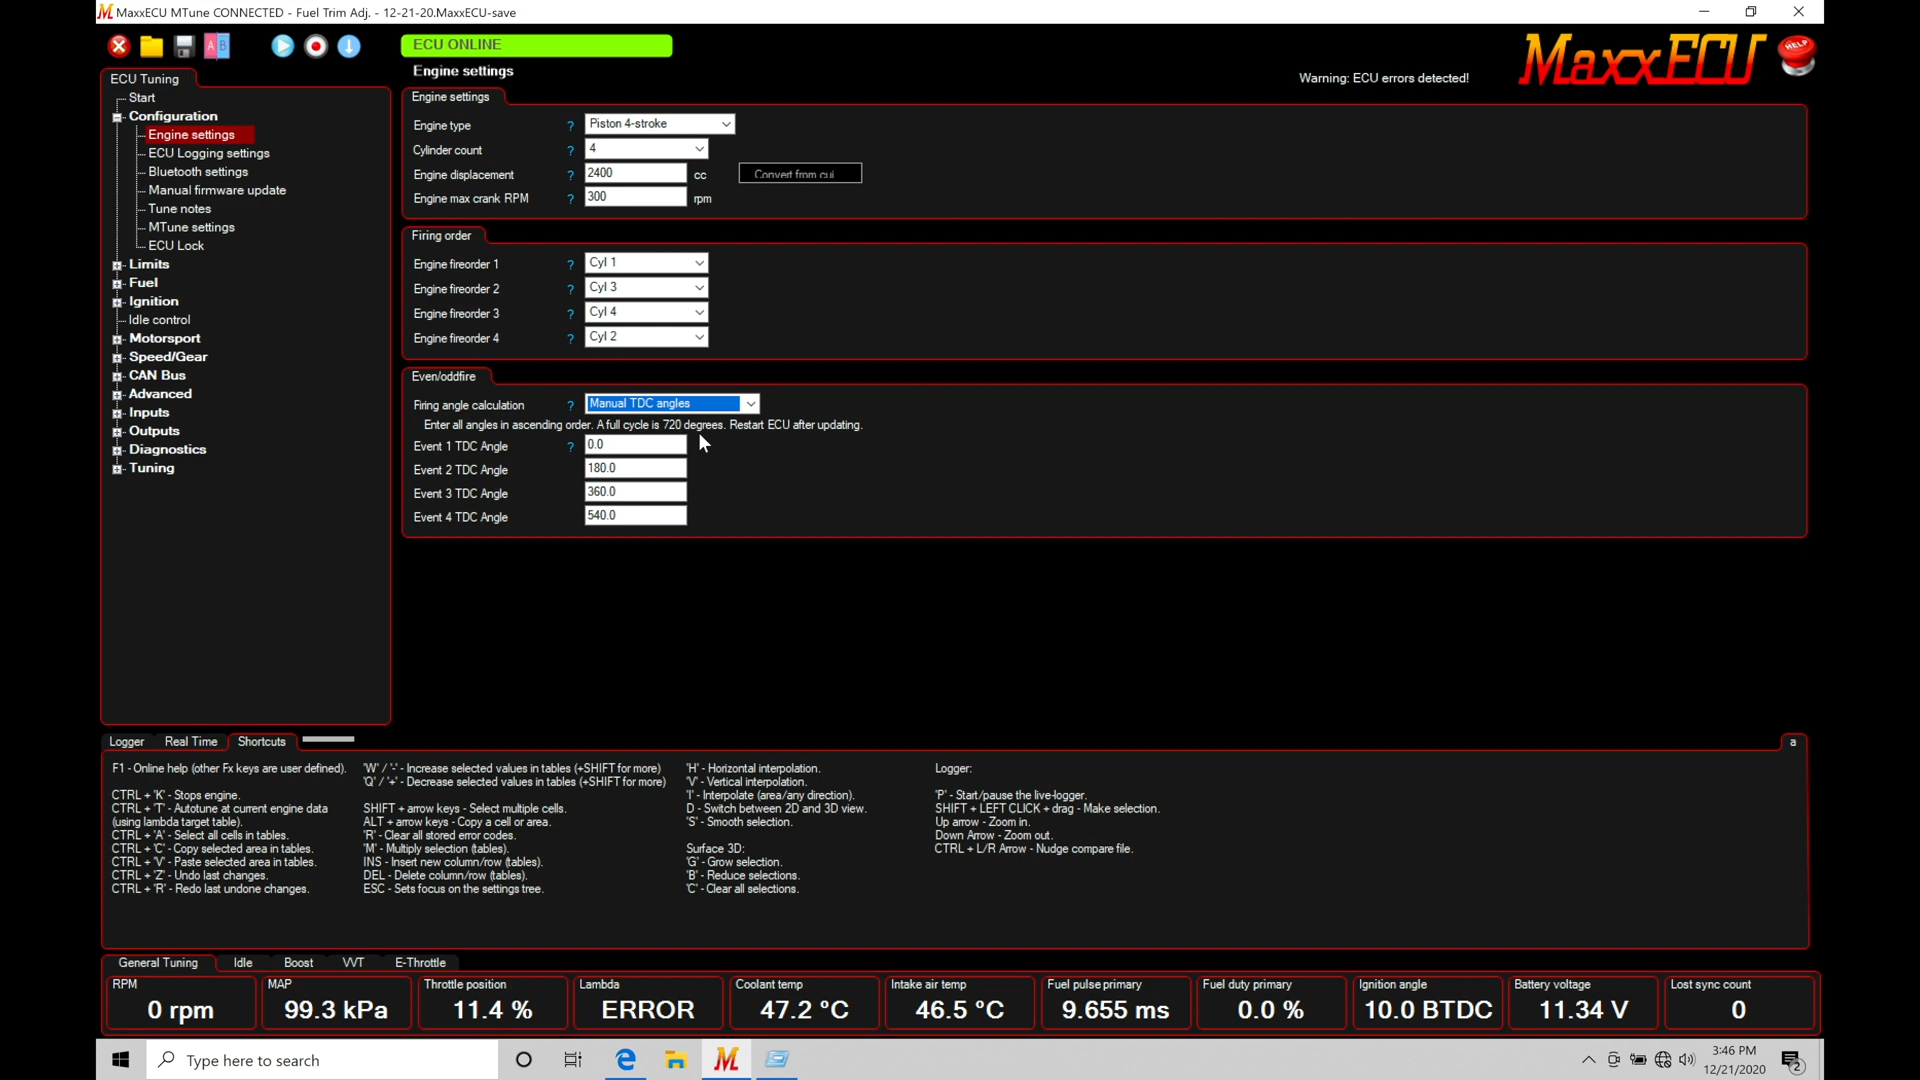 MaxxECU MTune CONNECTED - Fuel Trim Adj. - 12-21-20.MaxxECU-save
A B
ECU ONLINE
MaxxECU
HELP
Engine settings
Warning: ECU errors detected!
ECU Tuning
Start
Configuration
Engine settings
ECU Logging settings
Bluetooth settings
Manual firmware update
Tune notes
MTune settings
ECU Lock
Limits
Fuel
Ignition
Idle control
Motorsport
Speed/Gear
CAN Bus
Advanced
Inputs
Outputs
Diagnostics
Tuning
Engine settings
Engine type ? Piston 4-stroke
Cylinder count ? 4
Engine displacement ? 2400 cc Convert from cui
Engine max crank RPM ? 300 rpm
Firing order
Engine fireorder 1 ? Cyl 1
Engine fireorder 2 ? Cyl 3
Engine fireorder 3 ? Cyl 4
Engine fireorder 4 ? Cyl 2
Even/oddfire
Firing angle calculation ? Manual TDC angles
Enter all angles in ascending order. A full cycle is 720 degrees. Restart ECU after updating.
Event 1 TDC Angle ? 0.0
Event 2 TDC Angle 180.0
Event 3 TDC Angle 360.0
Event 4 TDC Angle 540.0
Logger Real Time Shortcuts a
F1 - Online help (other Fx keys are user defined).
CTRL + 'K' - Stops engine.
CTRL + 'T' - Autotune at current engine data
(using lambda target table).
CTRL + 'A' - Select all cells in tables.
CTRL + 'C' - Copy selected area in tables.
CTRL + 'V' - Paste selected area in tables.
CTRL + 'Z' - Undo last changes.
CTRL + 'R' - Redo last undone changes.
'W' / '-' - Increase selected values in tables (+SHIFT for more)
'Q' / '+' - Decrease selected values in tables (+SHIFT for more)
SHIFT + arrow keys - Select multiple cells.
ALT + arrow keys - Copy a cell or area.
'R' - Clear all stored error codes.
'M' - Multiply selection (tables).
INS - Insert new column/row (tables).
DEL - Delete column/row (tables).
ESC - Sets focus on the settings tree.
'H' - Horizontal interpolation.
'V' - Vertical interpolation.
'I' - Interpolate (area/any direction).
D - Switch between 2D and 3D view.
'S' - Smooth selection.
Surface 3D:
'G' - Grow selection.
'B' - Reduce selections.
'C' - Clear all selections.
Logger:
'P' - Start/pause the live-logger.
SHIFT + LEFT CLICK + drag - Make selection.
Up arrow - Zoom in.
Down Arrow - Zoom out.
CTRL + L/R Arrow - Nudge compare file.
General Tuning Idle Boost VVT E-Throttle
RPM
0 rpm
MAP
99.3 kPa
Throttle position
11.4 %
Lambda
ERROR
Coolant temp
47.2 °C
Intake air temp
46.5 °C
Fuel pulse primary
9.655 ms
Fuel duty primary
0.0 %
Ignition angle
10.0 BTDC
Battery voltage
11.34 V
Lost sync count
0
Type here to search
3:46 PM
12/21/2020
2